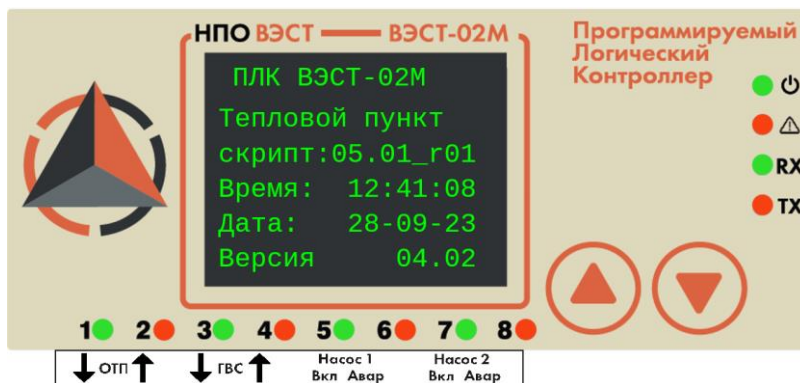 НПО ВЭСТ ВЭСТ-02М
Программируемый
Логический
Контроллер
ПЛК ВЭСТ-02М
Тепловой пункт
скрипт:05.01_r01
Время: 12:41:08
Дата: 28-09-23
Версия 04.02
RX
TX
1 2 3 4 5 6 7 8
ОТП ГВС Насос 1 Насос 2
Вкл Авар Вкл Авар